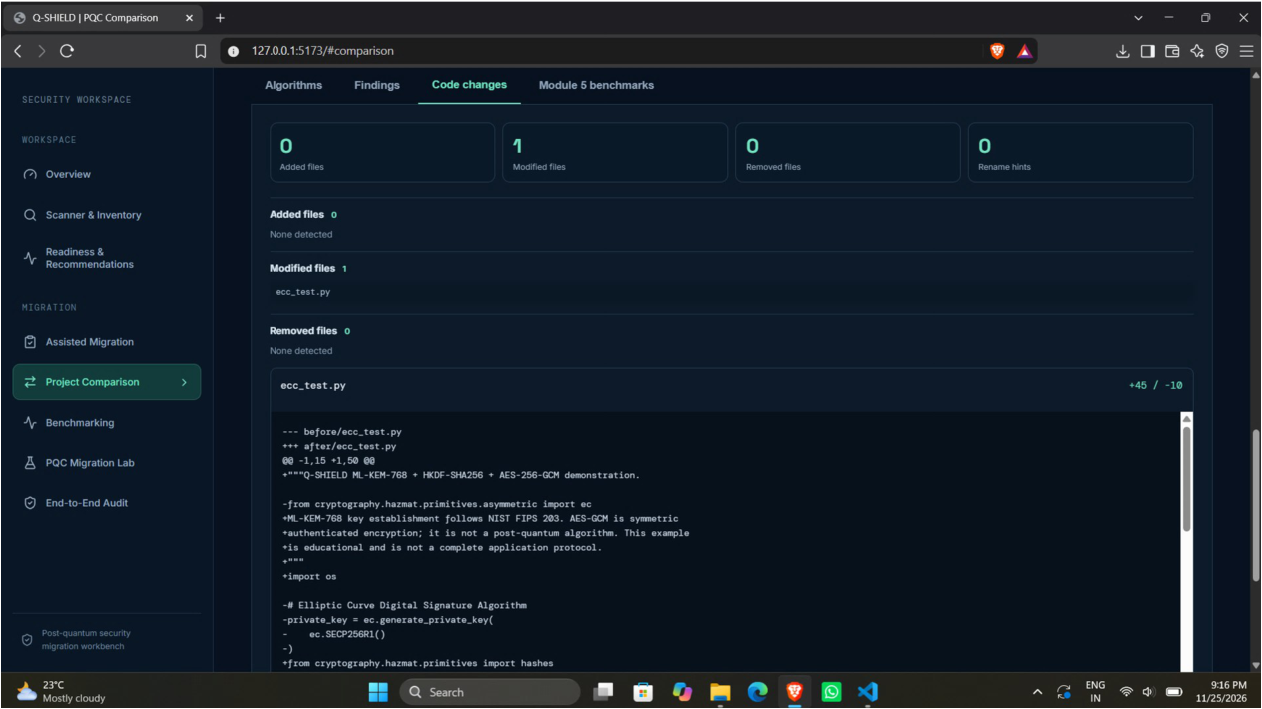 Q-SHIELD | PQC Comparison
127.0.0.1:5173/#comparison
SECURITY WORKSPACE
WORKSPACE
Overview
Scanner & Inventory
Readiness &
Recommendations
MIGRATION
Assisted Migration
Project Comparison
Benchmarking
PQC Migration Lab
End-to-End Audit
Post-quantum security
migration workbench
Algorithms Findings Code changes Module 5 benchmarks
0 1 0 0
Added files Modified files Removed files Rename hints
Added files 0
None detected
Modified files 1
ecc_test.py
Removed files 0
None detected
ecc_test.py +45 / -10
--- before/ecc_test.py
+++ after/ecc_test.py
@@ -1,15 +1,50 @@
+"""Q-SHIELD ML-KEM-768 + HKDF-SHA256 + AES-256-GCM demonstration.
-from cryptography.hazmat.primitives.asymmetric import ec
+ML-KEM-768 key establishment follows NIST FIPS 203. AES-GCM is symmetric
+authenticated encryption; it is not a post-quantum algorithm. This example
+is educational and is not a complete application protocol.
+"""
+import os
-# Elliptic Curve Digital Signature Algorithm
-private_key = ec.generate_private_key(
-    ec.SECP256R1()
-)
+from cryptography.hazmat.primitives import hashes
23°C
Mostly cloudy
Search
ENG
IN
9:16 PM
11/25/2026